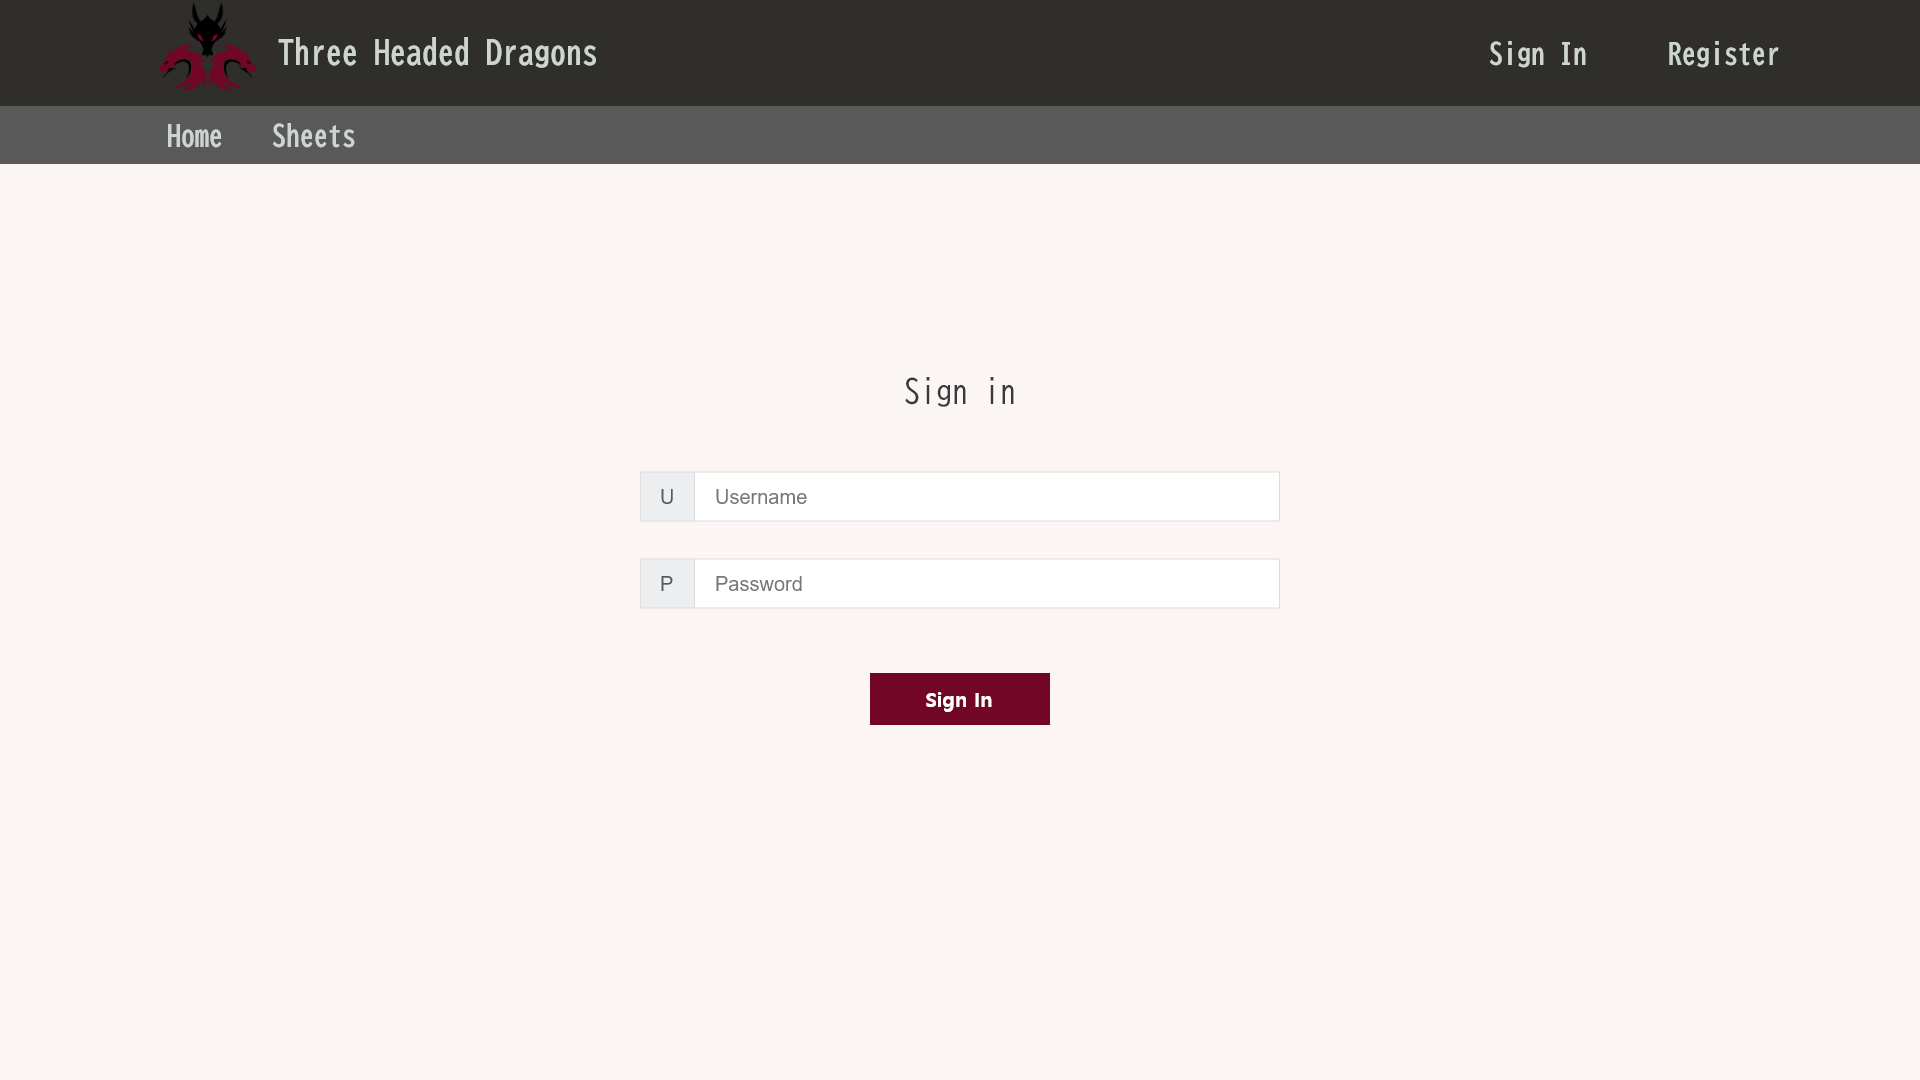 Three Headed Dragons
Sign In
Register
Home
Sheets
Sign in
U
Username
P
Password
Sign In